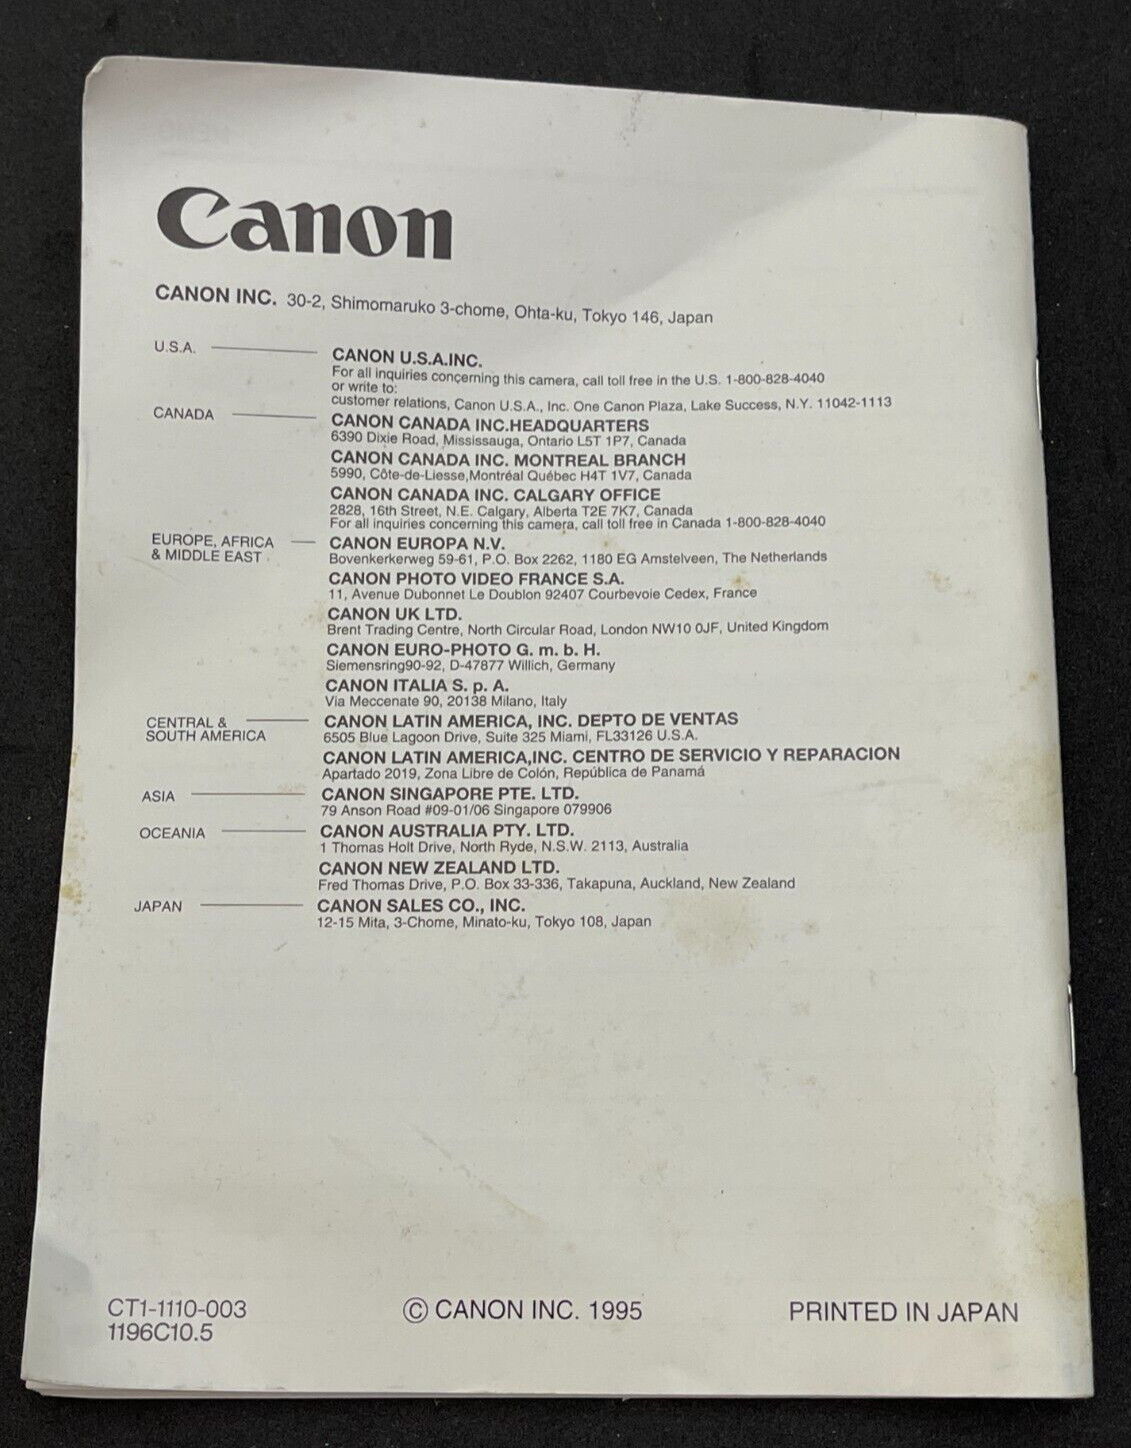 Canon
CANON INC. 30-2, Shimomaruko 3-chome, Ohta-ku, Tokyo 146, Japan
U.S.A. CANON U.S.A.INC.
For all inquiries concerning this camera, call toll free in the U.S. 1-800-828-4040
or write to:
customer relations, Canon U.S.A., Inc. One Canon Plaza, Lake Success, N.Y. 11042-1113
CANADA CANON CANADA INC.HEADQUARTERS
6390 Dixie Road, Mississauga, Ontario L5T 1P7, Canada
CANON CANADA INC. MONTREAL BRANCH
5990, Côte-de-Liesse,Montréal Québec H4T 1V7, Canada
CANON CANADA INC. CALGARY OFFICE
2828, 16th Street, N.E. Calgary, Alberta T2E 7K7, Canada
For all inquiries concerning this camera, call toll free in Canada 1-800-828-4040
EUROPE, AFRICA CANON EUROPA N.V.
& MIDDLE EAST Bovenkerkerweg 59-61, P.O. Box 2262, 1180 EG Amstelveen, The Netherlands
CANON PHOTO VIDEO FRANCE S.A.
11, Avenue Dubonnet Le Doublon 92407 Courbevoie Cedex, France
CANON UK LTD.
Brent Trading Centre, North Circular Road, London NW10 0JF, United Kingdom
CANON EURO-PHOTO G. m. b. H.
Siemensring90-92, D-47877 Willich, Germany
CANON ITALIA S. p. A.
Via Meccenate 90, 20138 Milano, Italy
CENTRAL & CANON LATIN AMERICA, INC. DEPTO DE VENTAS
SOUTH AMERICA 6505 Blue Lagoon Drive, Suite 325 Miami, FL33126 U.S.A.
CANON LATIN AMERICA,INC. CENTRO DE SERVICIO Y REPARACION
Apartado 2019, Zona Libre de Colón, República de Panamá
ASIA CANON SINGAPORE PTE. LTD.
79 Anson Road #09-01/06 Singapore 079906
OCEANIA CANON AUSTRALIA PTY. LTD.
1 Thomas Holt Drive, North Ryde, N.S.W. 2113, Australia
CANON NEW ZEALAND LTD.
Fred Thomas Drive, P.O. Box 33-336, Takapuna, Auckland, New Zealand
JAPAN CANON SALES CO., INC.
12-15 Mita, 3-Chome, Minato-ku, Tokyo 108, Japan
CT1-1110-003 © CANON INC. 1995 PRINTED IN JAPAN
1196C10.5